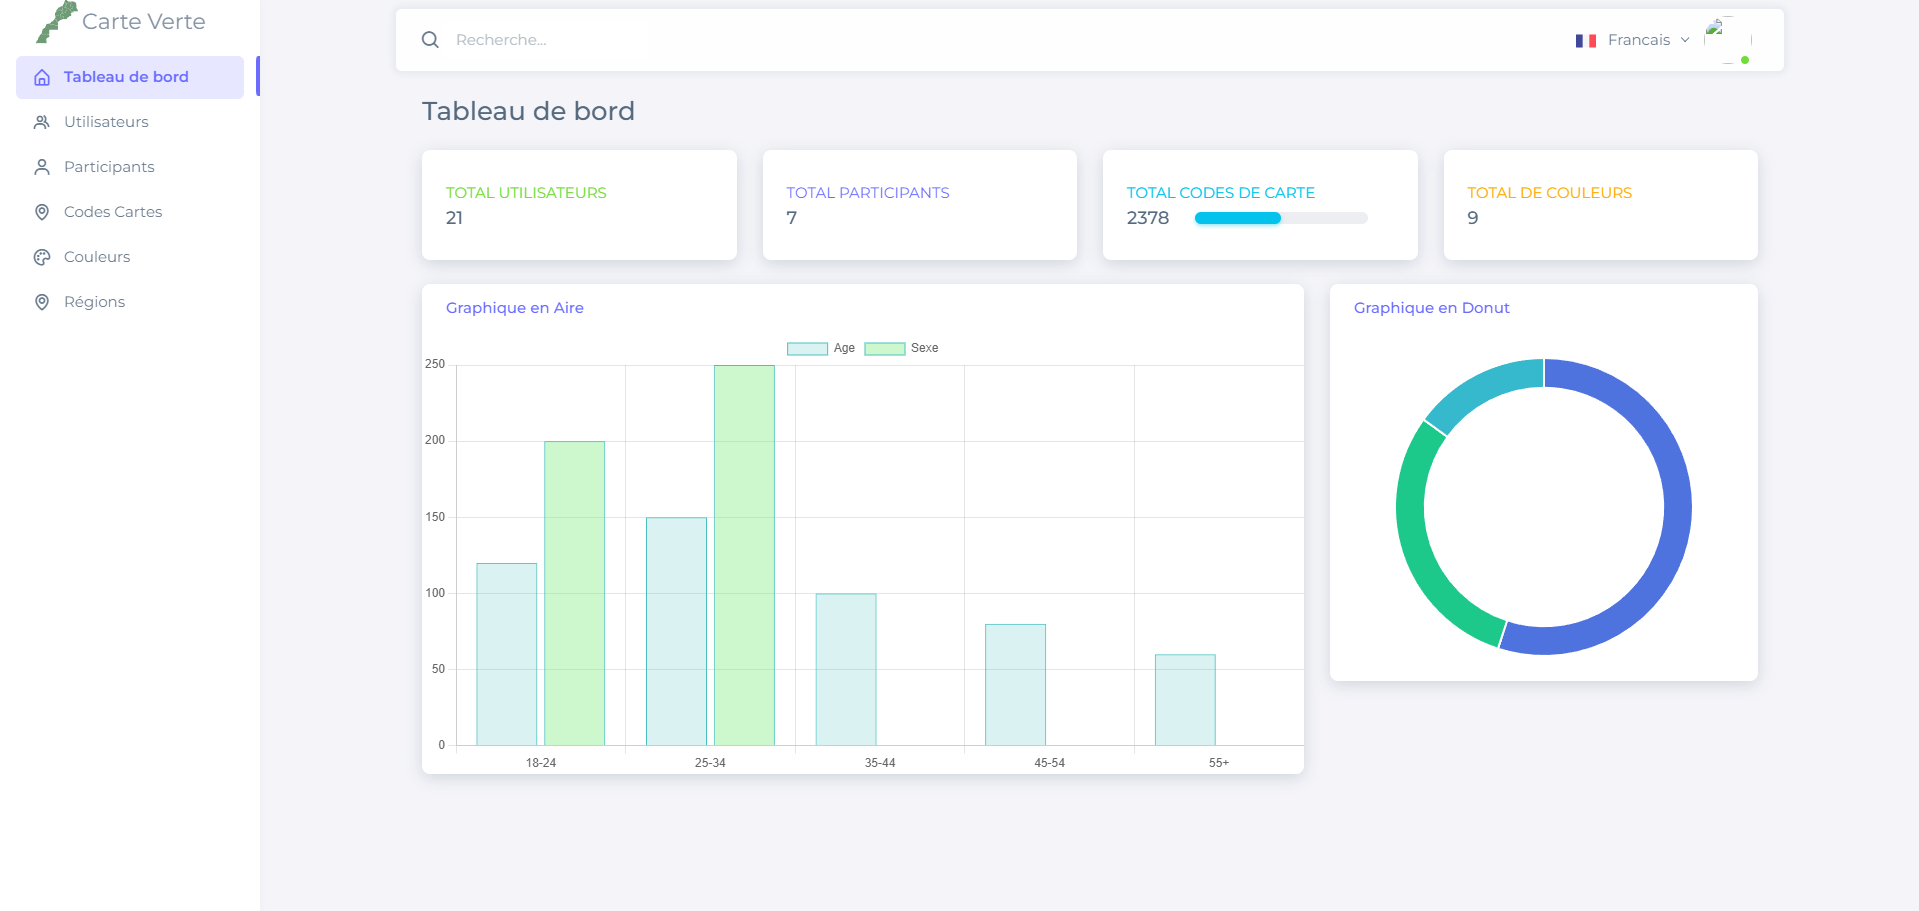 Carte Verte
Tableau de bord
Utilisateurs
Participants
Codes Cartes
Couleurs
Régions
Recherche...
Francais
Tableau de bord
TOTAL UTILISATEURS
21
TOTAL PARTICIPANTS
7
TOTAL CODES DE CARTE
2378
TOTAL DE COULEURS
9
Graphique en Aire
Age Sexe
250
200
150
100
50
0
18-24 25-34 35-44 45-54 55+
Graphique en Donut